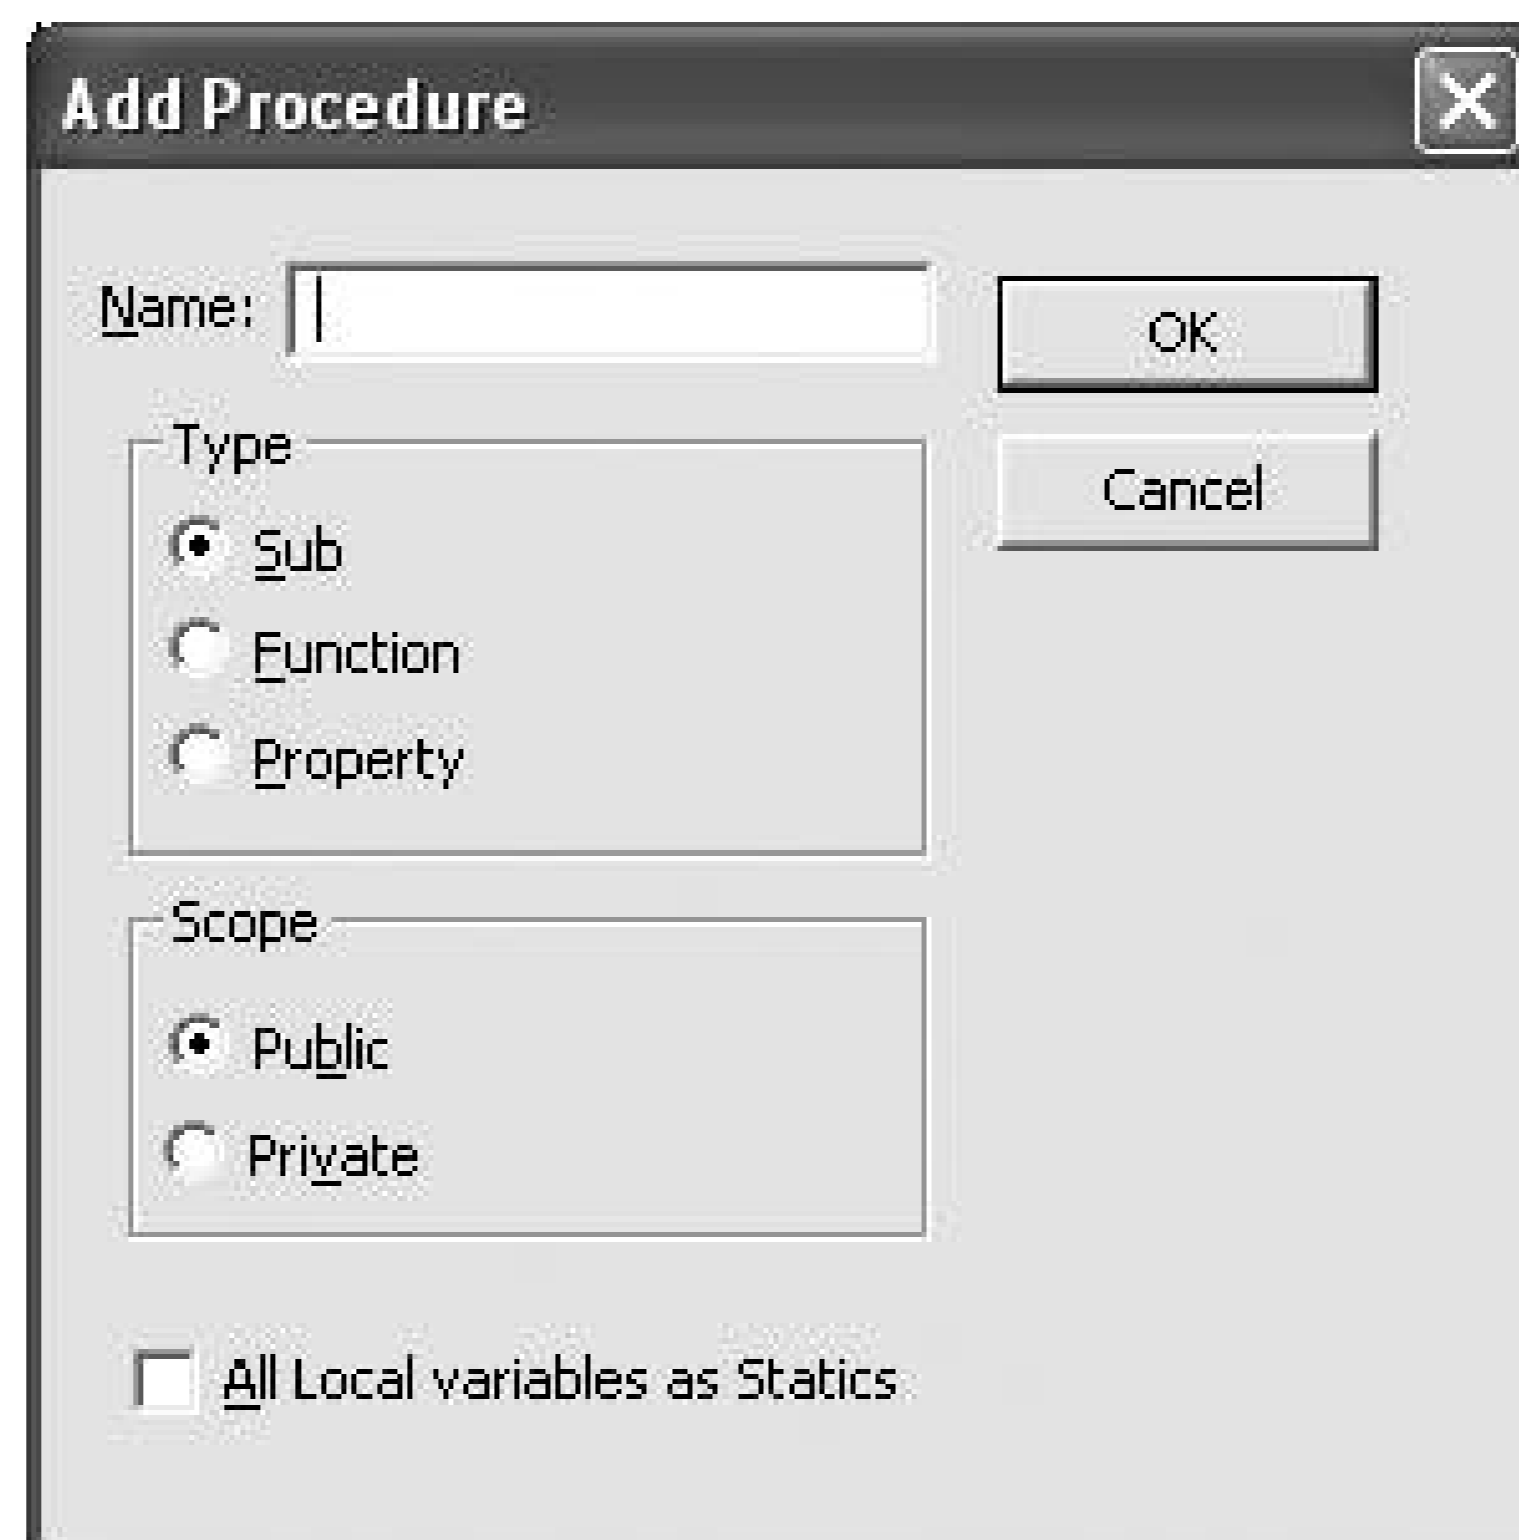 Add Procedure
Name:
OK
Cancel
Type
Sub
Function
Property
Scope
Public
Private
All Local variables as Statics